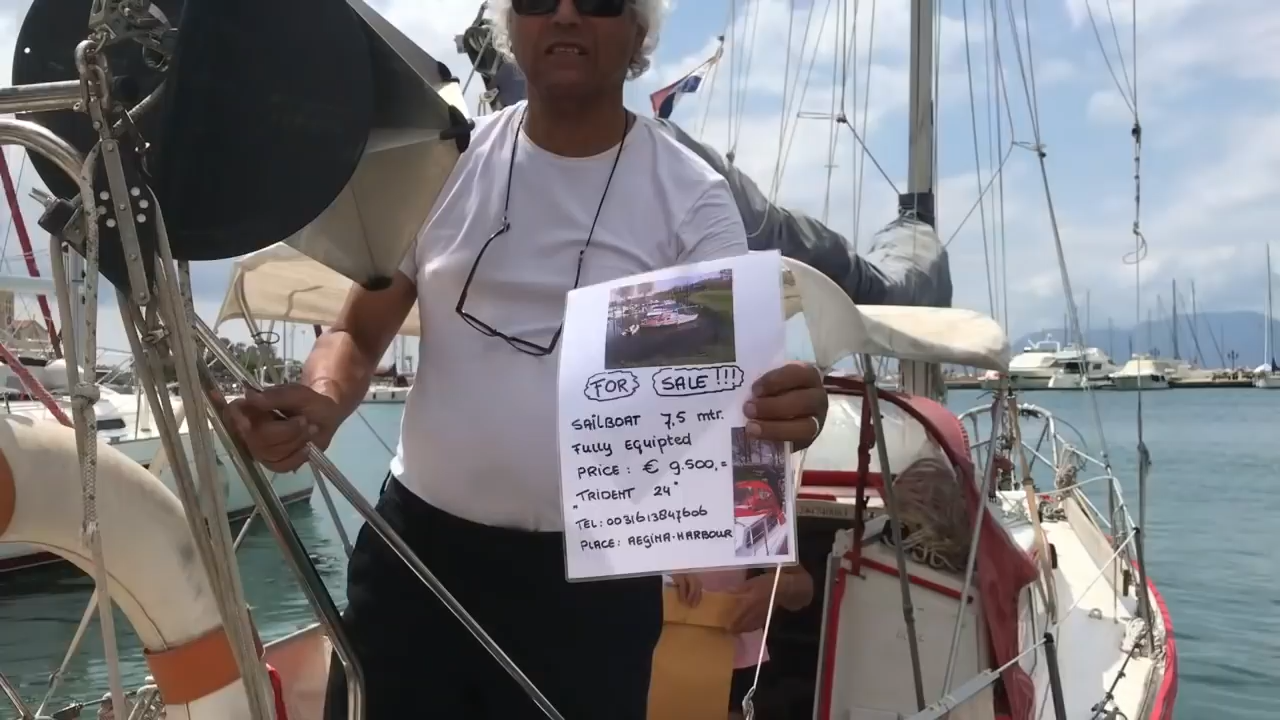 FOR SALE!!!
SAILBOAT 7,5 mtr.
Fully Equipted
PRICE: € 9.500,=
"TRIDENT 24"
TEL: 0031613847606
PLACE: AEGINA-HARBOUR